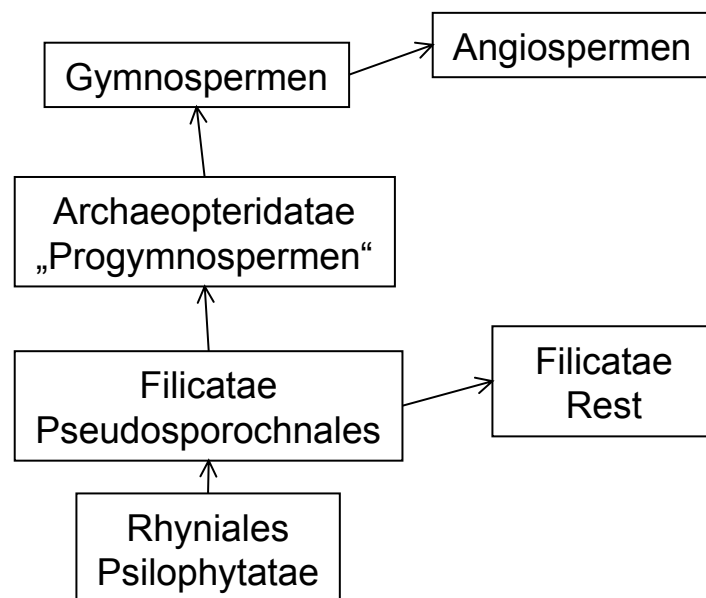 Gymnospermen
Angiospermen
Archaeopteridatae
„Progymnospermen“
Filicatae
Pseudosporochnales
Filicatae
Rest
Rhyniales
Psilophytatae